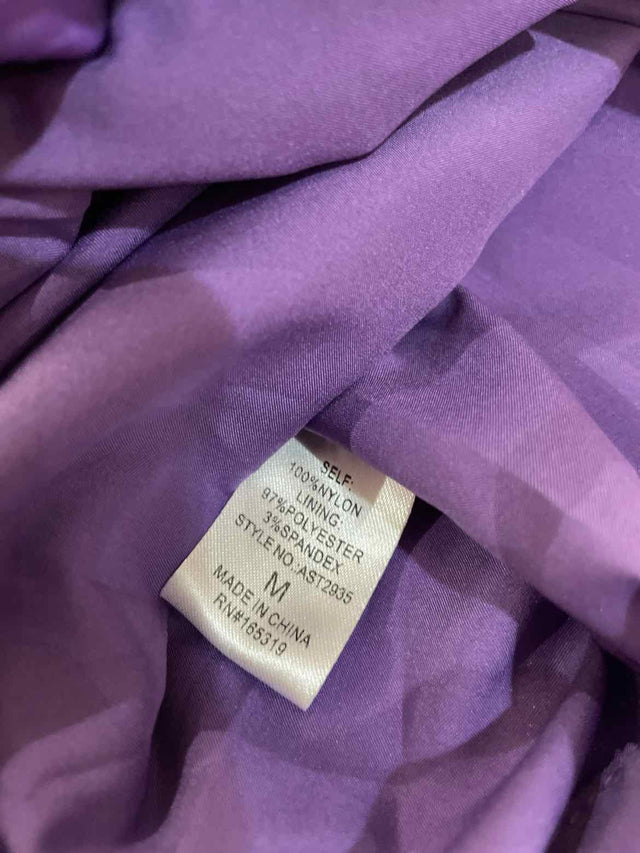 SELF:
100%NYLON
LINING:
97%POLYESTER
3%SPANDEX
STYLE NO.:AST2935
M
MADE IN CHINA
RN#165319